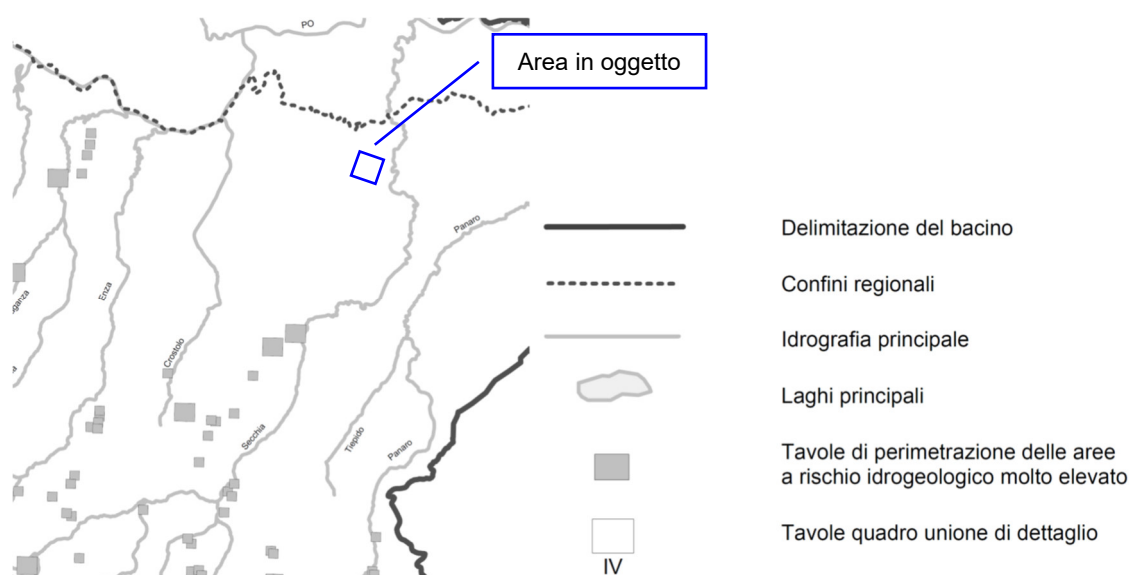 PO
Area in oggetto
Panaro
Enza
Crostolo
Secchia
Tiepido
Panaro
Delimitazione del bacino
Confini regionali
Idrografia principale
Laghi principali
Tavole di perimetrazione delle aree
a rischio idrogeologico molto elevato
Tavole quadro unione di dettaglio
IV